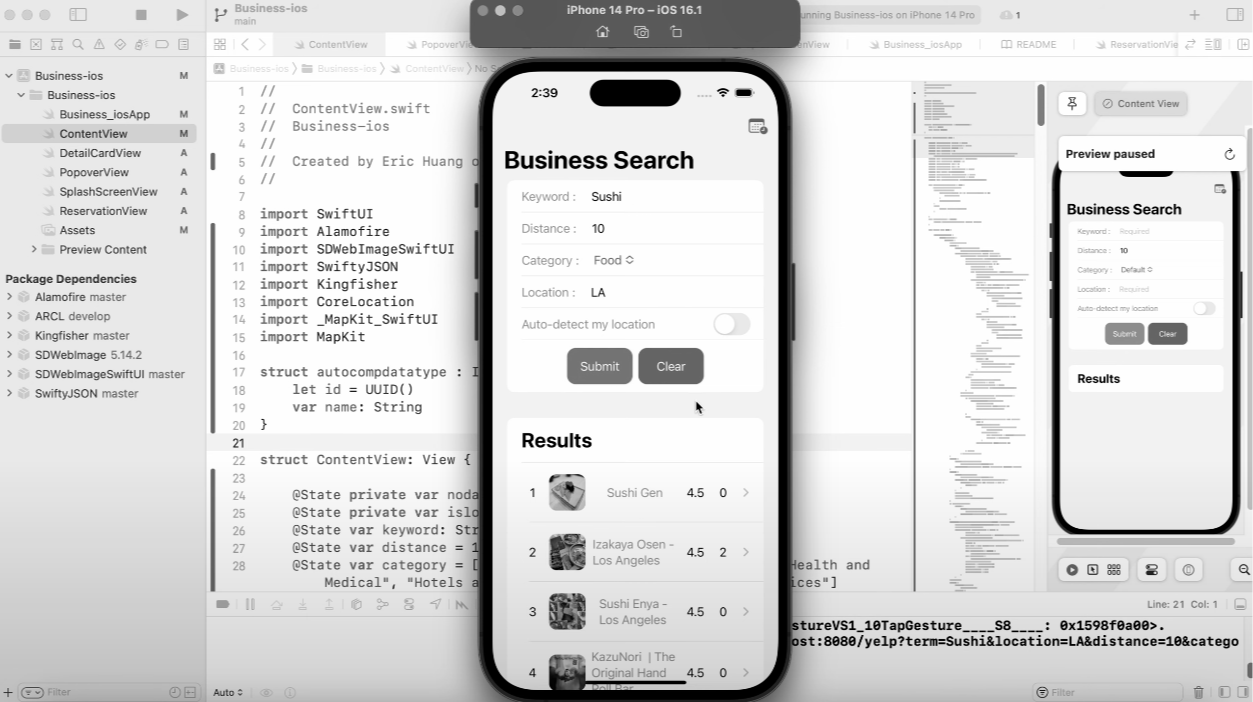 Business-ios
main
iPhone 14 Pro – iOS 16.1
unning Business-ios on iPhone 14 Pro
1
ContentView
PopoverVie
enView
Business_iosApp
README
ReservationVie
Business-ios
Business-ios
ContentView
No Se
Business-ios M
Business-ios
Business_iosApp M
ContentView M
DetailCardView A
PopoverView A
SplashScreenView A
ReservationView A
Assets M
Preview Content
Package Dependencies
Alamofire master
ARCL develop
Kingfisher master
SDWebImage 5.14.2
SDWebImageSwiftUI master
SwiftyJSON master
Filter
1 //
2 // ContentView.swift
3 // Business-ios
4 //
5 // Created by Eric Huang o
6 //
7
8 import SwiftUI
9 import Alamofire
10 import SDWebImageSwiftUI
11 import SwiftyJSON
12 import Kingfisher
13 import CoreLocation
14 import _MapKit_SwiftUI
15 import MapKit
16
17 struct autocompdatatype : I
18 let id = UUID()
19 var name: String
20 }
21
22 struct ContentView: View {
23
24 @State private var noda
25 @State private var islo
26 @State var keyword: Str
27 @State var distance = 1
28 @State var category = [ Health and
Medical", "Hotels a ices"]
2:39
Business Search
Keyword : Sushi
Distance : 10
Category : Food
Location : LA
Auto-detect my location
Submit
Clear
Results
1 Sushi Gen 4.5 0
2 Izakaya Osen -
Los Angeles 4.5 2
3 Sushi Enya -
Los Angeles 4.5 0
4 KazuNori | The
Original Hand
Roll Bar 4.5 0
Content View
Preview paused
Business Search
Keyword : Required
Distance : 10
Category : Default
Location : Required
Auto-detect my location
Submit
Clear
Results
Line: 21 Col: 1
stureVS1_10TapGesture____S8____: 0x1598f0a00>.
ost:8080/yelp?term=Sushi&location=LA&distance=10&catego
Auto
Filter